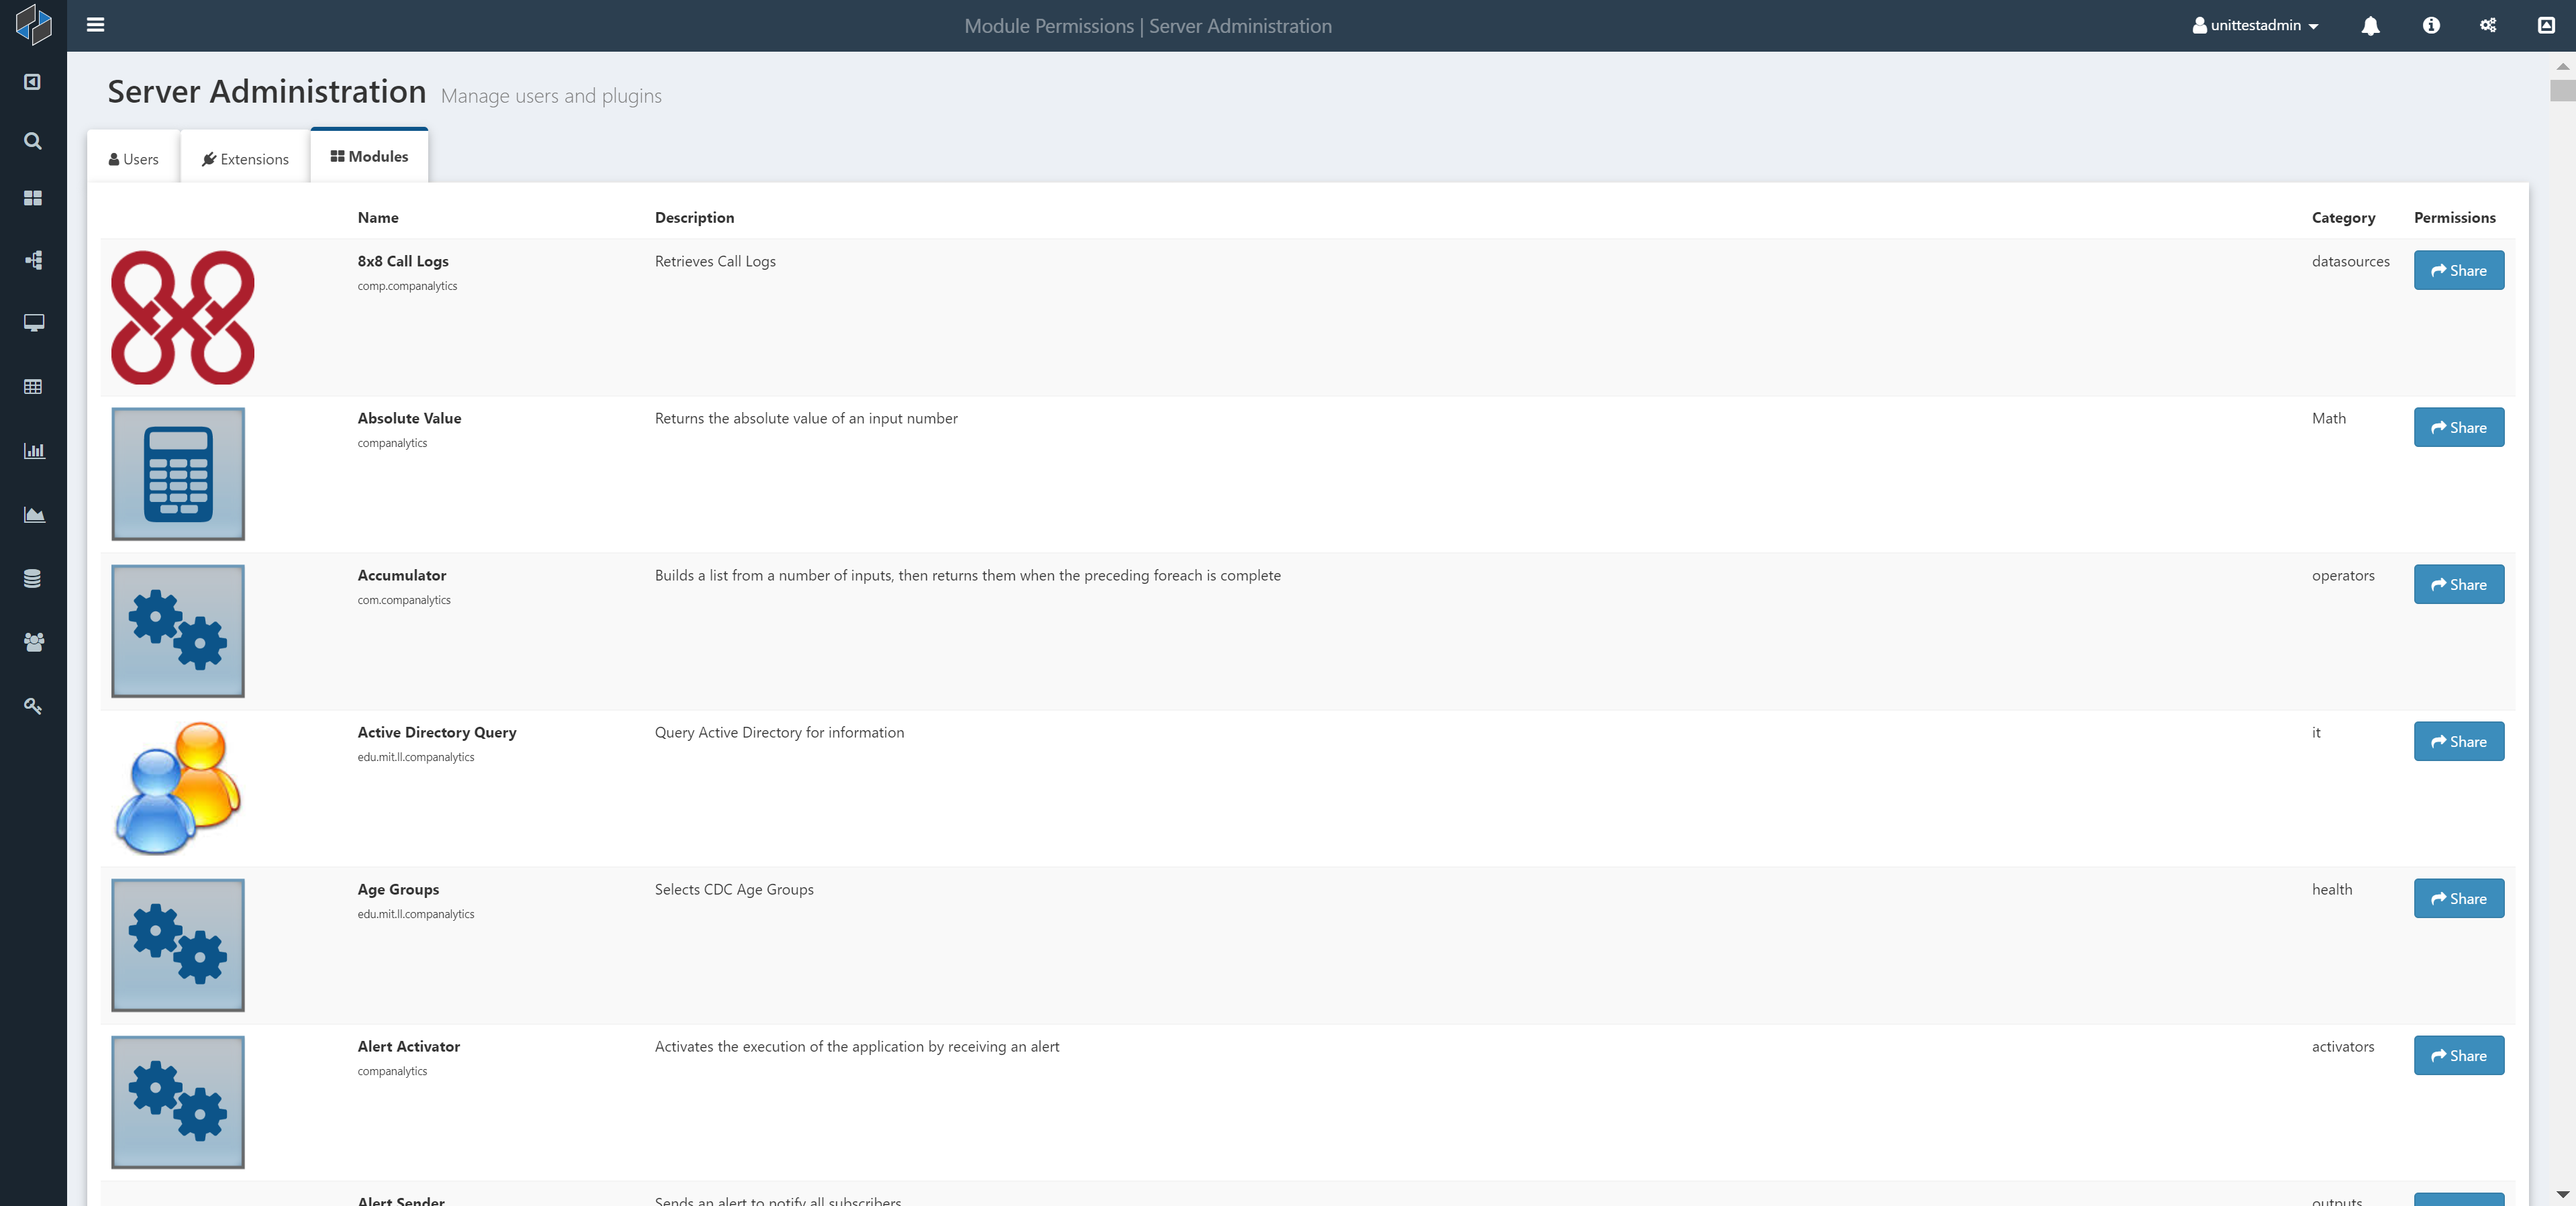 Module Permissions | Server Administration
unittestadmin
Server Administration Manage users and plugins
Users Extensions Modules
Name Description Category Permissions
8x8 Call Logs Retrieves Call Logs datasources Share
comp.companalytics
Absolute Value Returns the absolute value of an input number Math Share
companalytics
Accumulator Builds a list from a number of inputs, then returns them when the preceding foreach is complete operators Share
com.companalytics
Active Directory Query Query Active Directory for information it Share
edu.mit.ll.companalytics
Age Groups Selects CDC Age Groups health Share
edu.mit.ll.companalytics
Alert Activator Activates the execution of the application by receiving an alert activators Share
companalytics
Alert Sender Sends an alert to notify all subscribers outputs